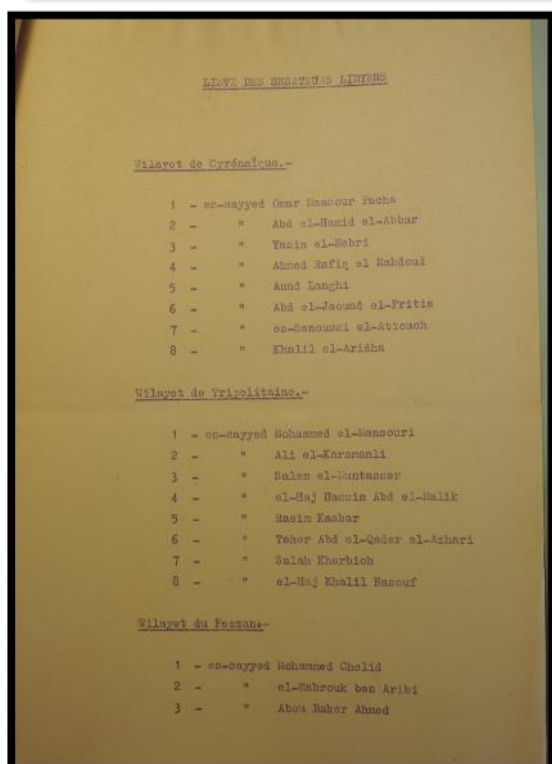 LISTE DES SENATEURS LIBYENS
Wilayet de Cyrénaïque.-
1 - es-sayyed Omar Mansour Pacha
2 - " Abd el-Hamid el-Abbar
3 - " Yasin el-Mebri
4 - " Ahmed Rafiq el Mahdoui
5 - " Aund Langhi
6 - " Abd el-Jaouad el-Fritis
7 - " es-Senoussi el-Atiouch
8 - " Khalil el-Aridha
Wilayet de Tripolitaine.-
1 - es-sayyed Mohammed el-Mansouri
2 - " Ali el-Karamanli
3 - " Salem el-Muntasser
4 - " el-Haj Hassin Abd el-Malik
5 - " Rasim Kasbar
6 - " Taher Abd el-Qader el-Azhari
7 - " Salah Kherbich
8 - " el-Haj Khalil Nasouf
Wilayet du Fezzan.-
1 - es-sayyed Mohammed Cholid
2 - " el-Mabrouk ben Aribi
3 - " Abou Baker Ahmed